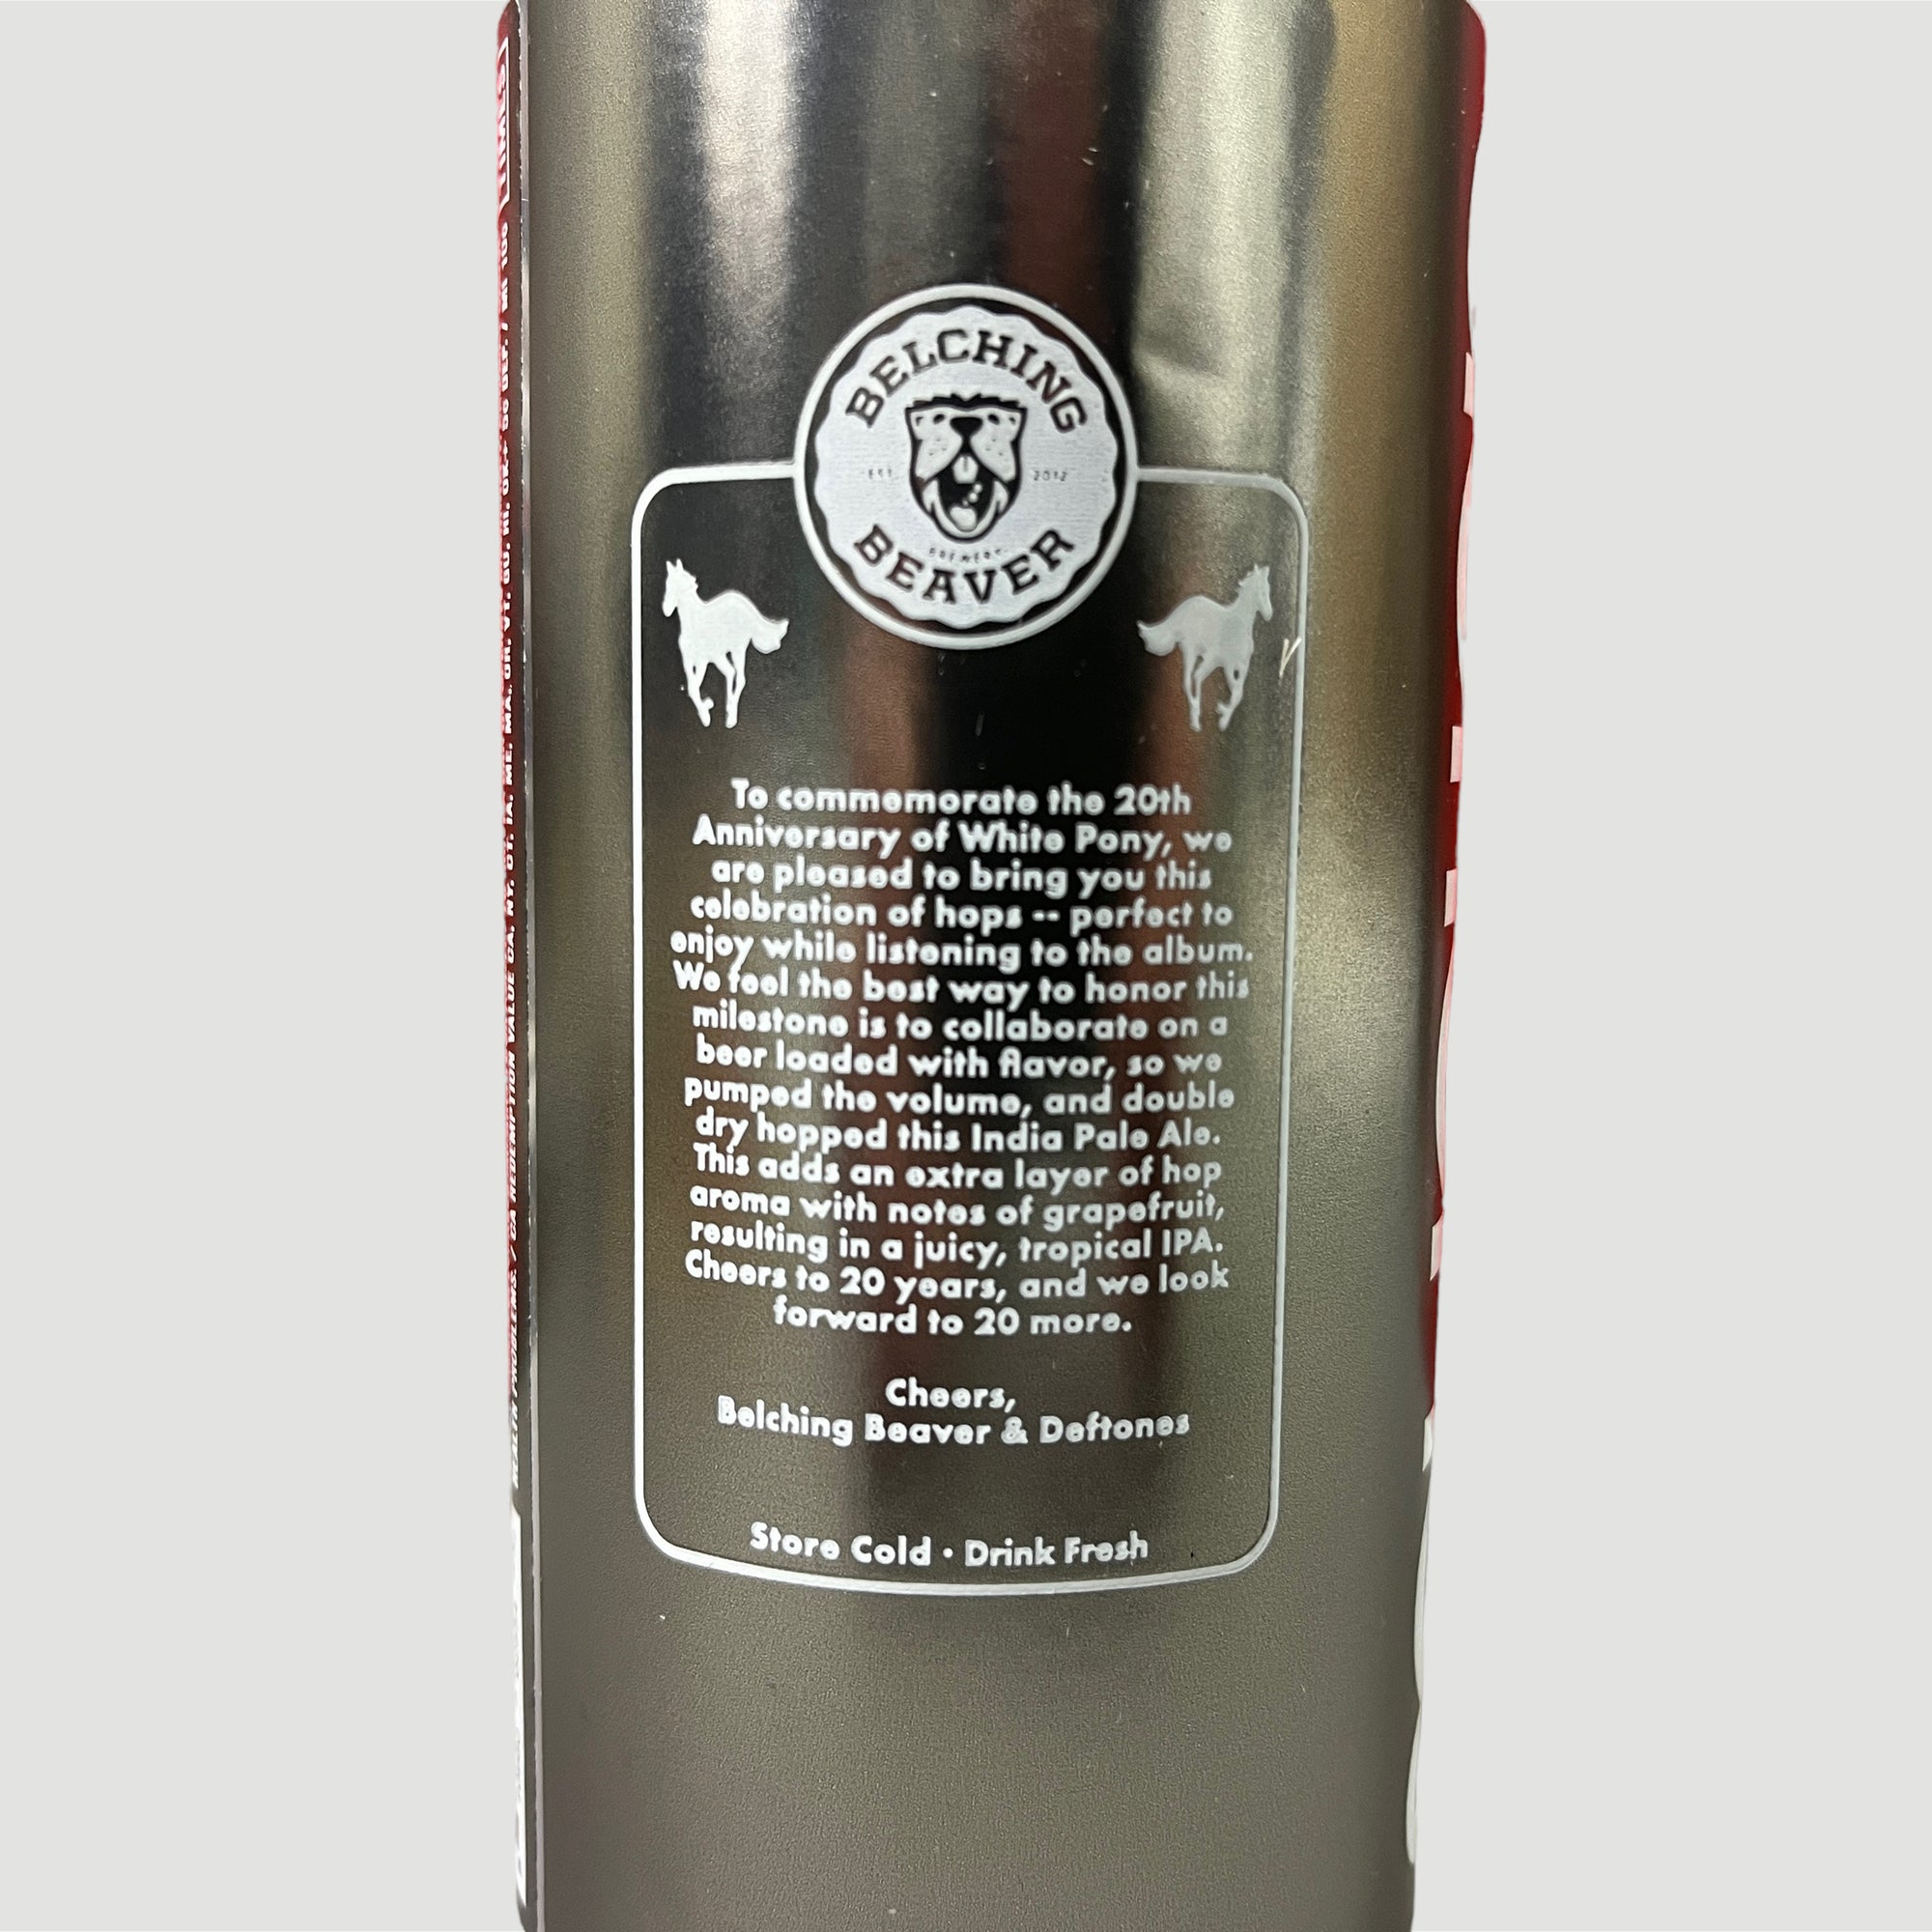 BELCHING
EST. 2012
BREWERY
BEAVER
To commemorate the 20th
Anniversary of White Pony, we
are pleased to bring you this
celebration of hops -- perfect to
enjoy while listening to the album.
We feel the best way to honor this
milestone is to collaborate on a
beer loaded with flavor, so we
pumped the volume, and double
dry hopped this India Pale Ale.
This adds an extra layer of hop
aroma with notes of grapefruit,
resulting in a juicy, tropical IPA.
Cheers to 20 years, and we look
forward to 20 more.
Cheers,
Belching Beaver & Deftones
Store Cold • Drink Fresh